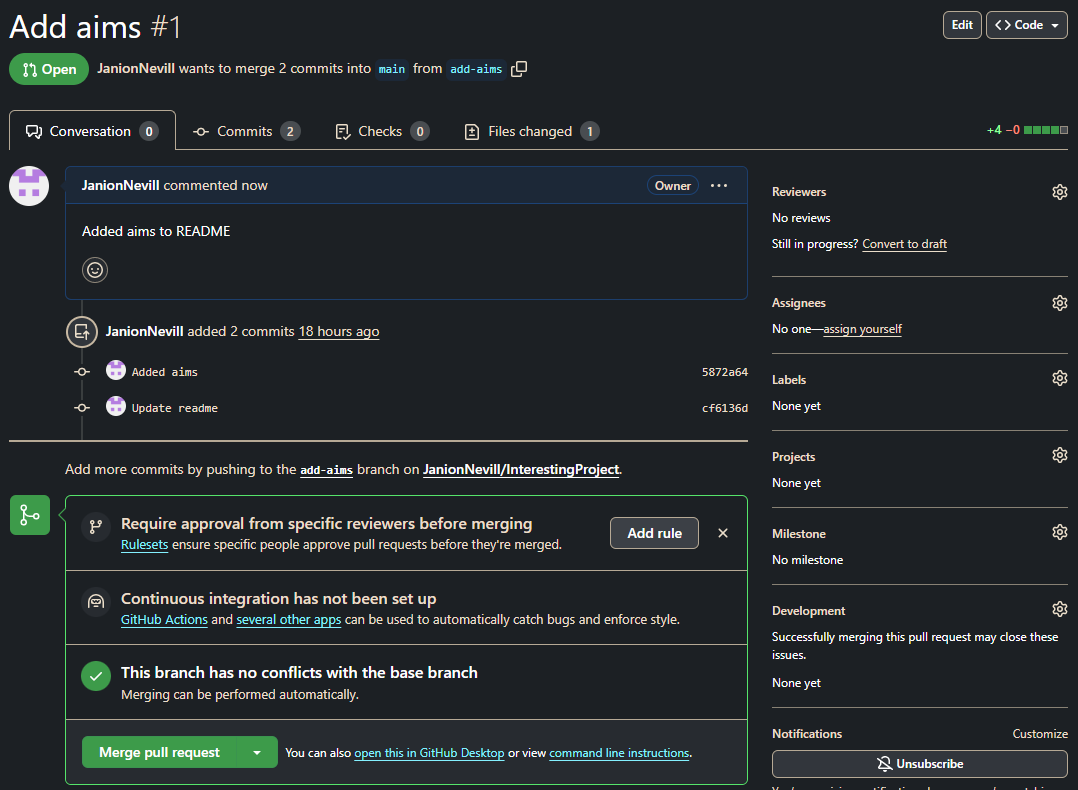 Add aims #1
Edit
Code
Open
JanionNevill wants to merge 2 commits into main from add-aims
Conversation 0
Commits 2
Checks 0
Files changed 1
+4 −0
JanionNevill commented now
Owner
Added aims to README
JanionNevill added 2 commits 18 hours ago
Added aims 5872a64
Update readme cf6136d
Add more commits by pushing to the add-aims branch on JanionNevill/InterestingProject.
Require approval from specific reviewers before merging
Rulesets ensure specific people approve pull requests before they're merged.
Add rule
Continuous integration has not been set up
GitHub Actions and several other apps can be used to automatically catch bugs and enforce style.
This branch has no conflicts with the base branch
Merging can be performed automatically.
Merge pull request
You can also open this in GitHub Desktop or view command line instructions.
Reviewers
No reviews
Still in progress? Convert to draft
Assignees
No one—assign yourself
Labels
None yet
Projects
None yet
Milestone
No milestone
Development
Successfully merging this pull request may close these
issues.
None yet
Notifications
Customize
Unsubscribe